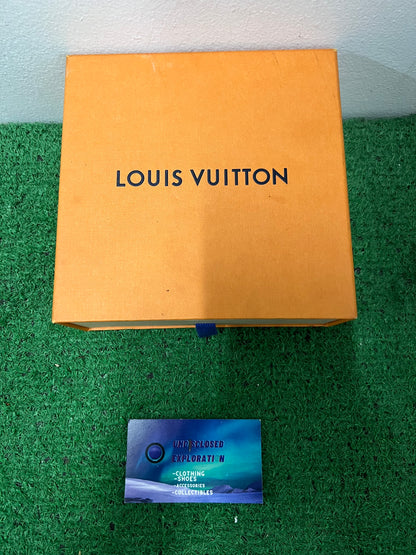 LOUIS VUITTON
UNDISCLOSED
EXPLORATI N
-CLOTHING
-SHOES
-ACCESSORIES
-COLLECTIBLES